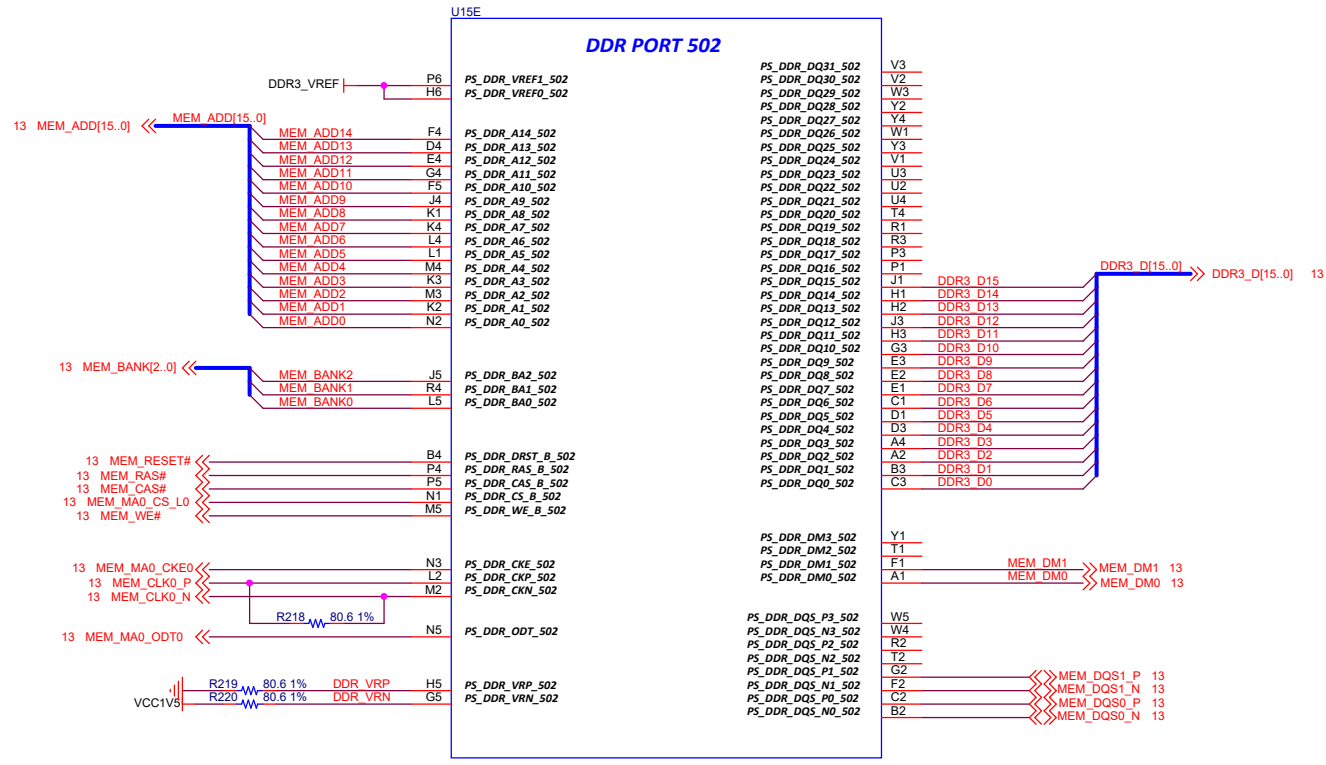 U15E
DDR PORT 502
DDR3_VREF
P6 PS_DDR_VREF1_502
H6 PS_DDR_VREF0_502
13 MEM_ADD[15..0] MEM_ADD[15..0]
MEM_ADD14 F4 PS_DDR_A14_502
MEM_ADD13 D4 PS_DDR_A13_502
MEM_ADD12 E4 PS_DDR_A12_502
MEM_ADD11 G4 PS_DDR_A11_502
MEM_ADD10 F5 PS_DDR_A10_502
MEM_ADD9 J4 PS_DDR_A9_502
MEM_ADD8 K1 PS_DDR_A8_502
MEM_ADD7 K4 PS_DDR_A7_502
MEM_ADD6 L4 PS_DDR_A6_502
MEM_ADD5 L1 PS_DDR_A5_502
MEM_ADD4 M4 PS_DDR_A4_502
MEM_ADD3 K3 PS_DDR_A3_502
MEM_ADD2 M3 PS_DDR_A2_502
MEM_ADD1 K2 PS_DDR_A1_502
MEM_ADD0 N2 PS_DDR_A0_502
13 MEM_BANK[2..0]
MEM_BANK2 J5 PS_DDR_BA2_502
MEM_BANK1 R4 PS_DDR_BA1_502
MEM_BANK0 L5 PS_DDR_BA0_502
13 MEM_RESET# B4 PS_DDR_DRST_B_502
13 MEM_RAS# P4 PS_DDR_RAS_B_502
13 MEM_CAS# P5 PS_DDR_CAS_B_502
13 MEM_MA0_CS_L0 N1 PS_DDR_CS_B_502
13 MEM_WE# M5 PS_DDR_WE_B_502
13 MEM_MA0_CKE0 N3 PS_DDR_CKE_502
13 MEM_CLK0_P L2 PS_DDR_CKP_502
13 MEM_CLK0_N M2 PS_DDR_CKN_502
R218 80.6 1%
13 MEM_MA0_ODT0 N5 PS_DDR_ODT_502
R219 80.6 1% DDR_VRP H5 PS_DDR_VRP_502
VCC1V5 R220 80.6 1% DDR_VRN G5 PS_DDR_VRN_502
PS_DDR_DQ31_502 V3
PS_DDR_DQ30_502 V2
PS_DDR_DQ29_502 W3
PS_DDR_DQ28_502 Y2
PS_DDR_DQ27_502 Y4
PS_DDR_DQ26_502 W1
PS_DDR_DQ25_502 Y3
PS_DDR_DQ24_502 V1
PS_DDR_DQ23_502 U3
PS_DDR_DQ22_502 U2
PS_DDR_DQ21_502 U4
PS_DDR_DQ20_502 T4
PS_DDR_DQ19_502 R1
PS_DDR_DQ18_502 R3
PS_DDR_DQ17_502 P3
PS_DDR_DQ16_502 P1
PS_DDR_DQ15_502 J1 DDR3_D15
PS_DDR_DQ14_502 H1 DDR3_D14
PS_DDR_DQ13_502 H2 DDR3_D13
PS_DDR_DQ12_502 J3 DDR3_D12
PS_DDR_DQ11_502 H3 DDR3_D11
PS_DDR_DQ10_502 G3 DDR3_D10
PS_DDR_DQ9_502 E3 DDR3_D9
PS_DDR_DQ8_502 E2 DDR3_D8
PS_DDR_DQ7_502 E1 DDR3_D7
PS_DDR_DQ6_502 C1 DDR3_D6
PS_DDR_DQ5_502 D1 DDR3_D5
PS_DDR_DQ4_502 D3 DDR3_D4
PS_DDR_DQ3_502 A4 DDR3_D3
PS_DDR_DQ2_502 A2 DDR3_D2
PS_DDR_DQ1_502 B3 DDR3_D1
PS_DDR_DQ0_502 C3 DDR3_D0
DDR3_D[15..0] DDR3_D[15..0] 13
PS_DDR_DM3_502 Y1
PS_DDR_DM2_502 T1
PS_DDR_DM1_502 F1 MEM_DM1 MEM_DM1 13
PS_DDR_DM0_502 A1 MEM_DM0 MEM_DM0 13
PS_DDR_DQS_P3_502 W5
PS_DDR_DQS_N3_502 W4
PS_DDR_DQS_P2_502 R2
PS_DDR_DQS_N2_502 T2
PS_DDR_DQS_P1_502 G2 MEM_DQS1_P 13
PS_DDR_DQS_N1_502 F2 MEM_DQS1_N 13
PS_DDR_DQS_P0_502 C2 MEM_DQS0_P 13
PS_DDR_DQS_N0_502 B2 MEM_DQS0_N 13